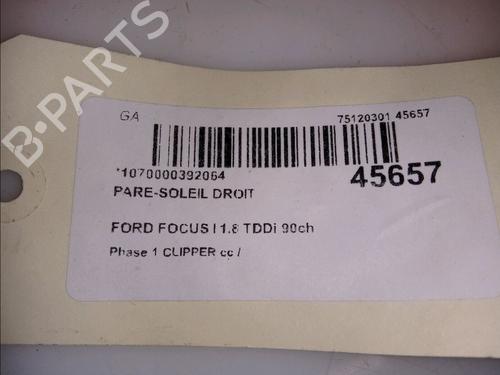 B-PARTS
GA
75120301 45657
*1070000392064
45657
PARE-SOLEIL DROIT
FORD FOCUS I 1.8 TDDi 90ch
Phase 1 CLIPPER cc /